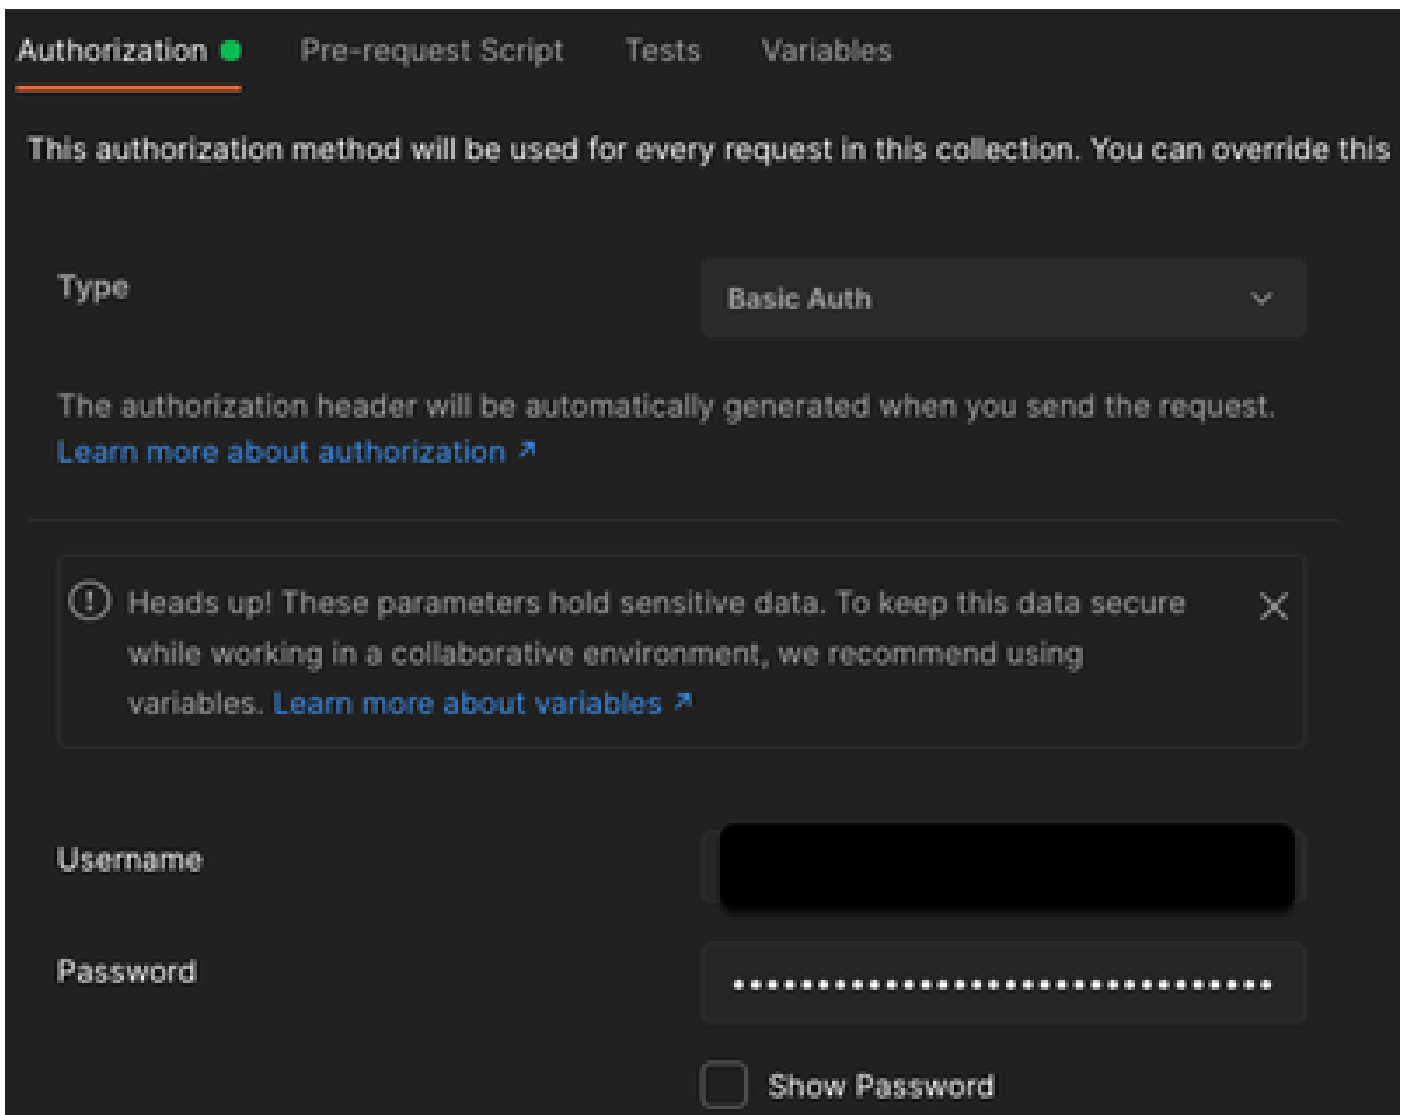 Authorization Pre-request Script Tests Variables
This authorization method will be used for every request in this collection. You can override this
Type
Basic Auth
The authorization header will be automatically generated when you send the request.
Learn more about authorization ↗
Heads up! These parameters hold sensitive data. To keep this data secure
while working in a collaborative environment, we recommend using
variables. Learn more about variables ↗
Username
Password
Show Password